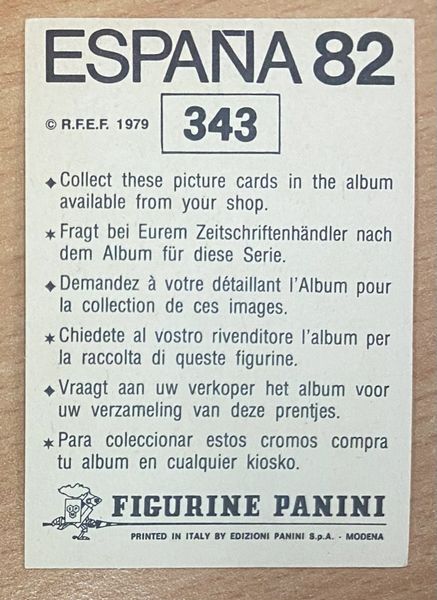 ESPAÑA 82
© R.F.E.F. 1979 343
◆ Collect these picture cards in the album
available from your shop.
★ Fragt bei Eurem Zeitschriftenhändler nach
dem Album für diese Serie.
◆ Demandez à votre détaillant l'Album pour
la collection de ces images.
★ Chiedete al vostro rivenditore l'album per
la raccolta di queste figurine.
◆ Vraagt aan uw verkoper het album voor
uw verzameling van deze prentjes.
★ Para coleccionar estos cromos compra
tu album en cualquier kiosko.
FIGURINE PANINI
PRINTED IN ITALY BY EDIZIONI PANINI S.p.A. - MODENA